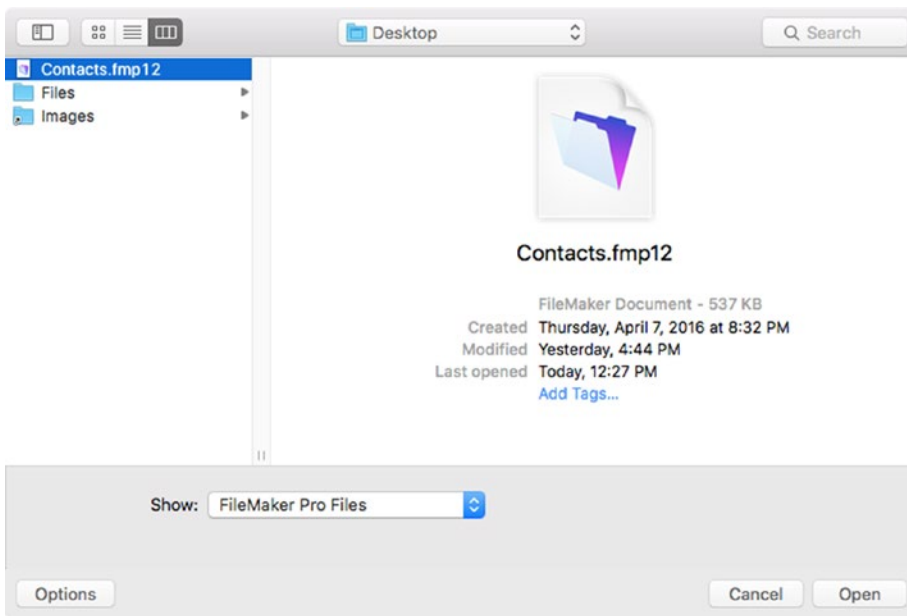 Desktop
Search
Contacts.fmp12
Files
Images
Contacts.fmp12
FileMaker Document - 537 KB
Created Thursday, April 7, 2016 at 8:32 PM
Modified Yesterday, 4:44 PM
Last opened Today, 12:27 PM
Add Tags...
Show: FileMaker Pro Files
Options
Cancel
Open